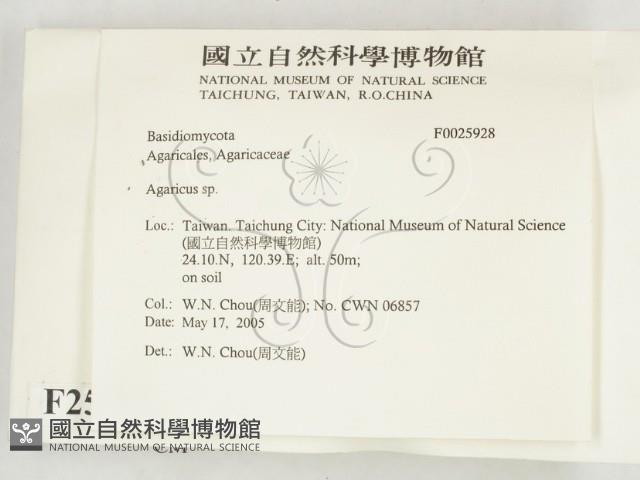 國立自然科學博物館
NATIONAL MUSEUM OF NATURAL SCIENCE
TAICHUNG, TAIWAN, R.O.CHINA
Basidiomycota F0025928
Agaricales, Agaricaceae
Agaricus sp.
Loc.: Taiwan. Taichung City: National Museum of Natural Science
(國立自然科學博物館)
24.10.N, 120.39.E; alt. 50m;
on soil
Col.: W.N. Chou(周文能); No. CWN 06857
Date: May 17, 2005
Det.: W.N. Chou(周文能)
F25
國立自然科學博物館
NATIONAL MUSEUM OF NATURAL SCIENCE